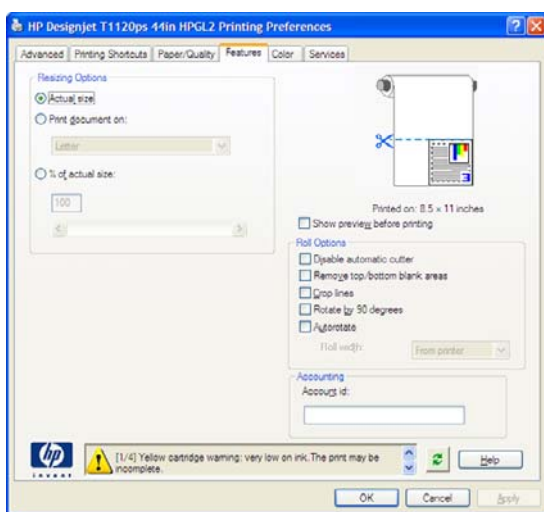 HP Designjet T1120ps 44in HPGL2 Printing Preferences
Advanced
Printing Shortcuts
Paper/Quality
Features
Color
Services
Resizing Options
Actual size
Print document on:
Letter
% of actual size:
100
Printed on: 8.5 × 11 inches
Show preview before printing
Roll Options
Disable automatic cutter
Remove top/bottom blank areas
Crop lines
Rotate by 90 degrees
Autorotate
Roll width:
From printer
Accounting
Account id:
hp
invent
[1/4] Yellow cartridge warning: very low on ink. The print may be
incomplete.
Help
OK
Cancel
Apply